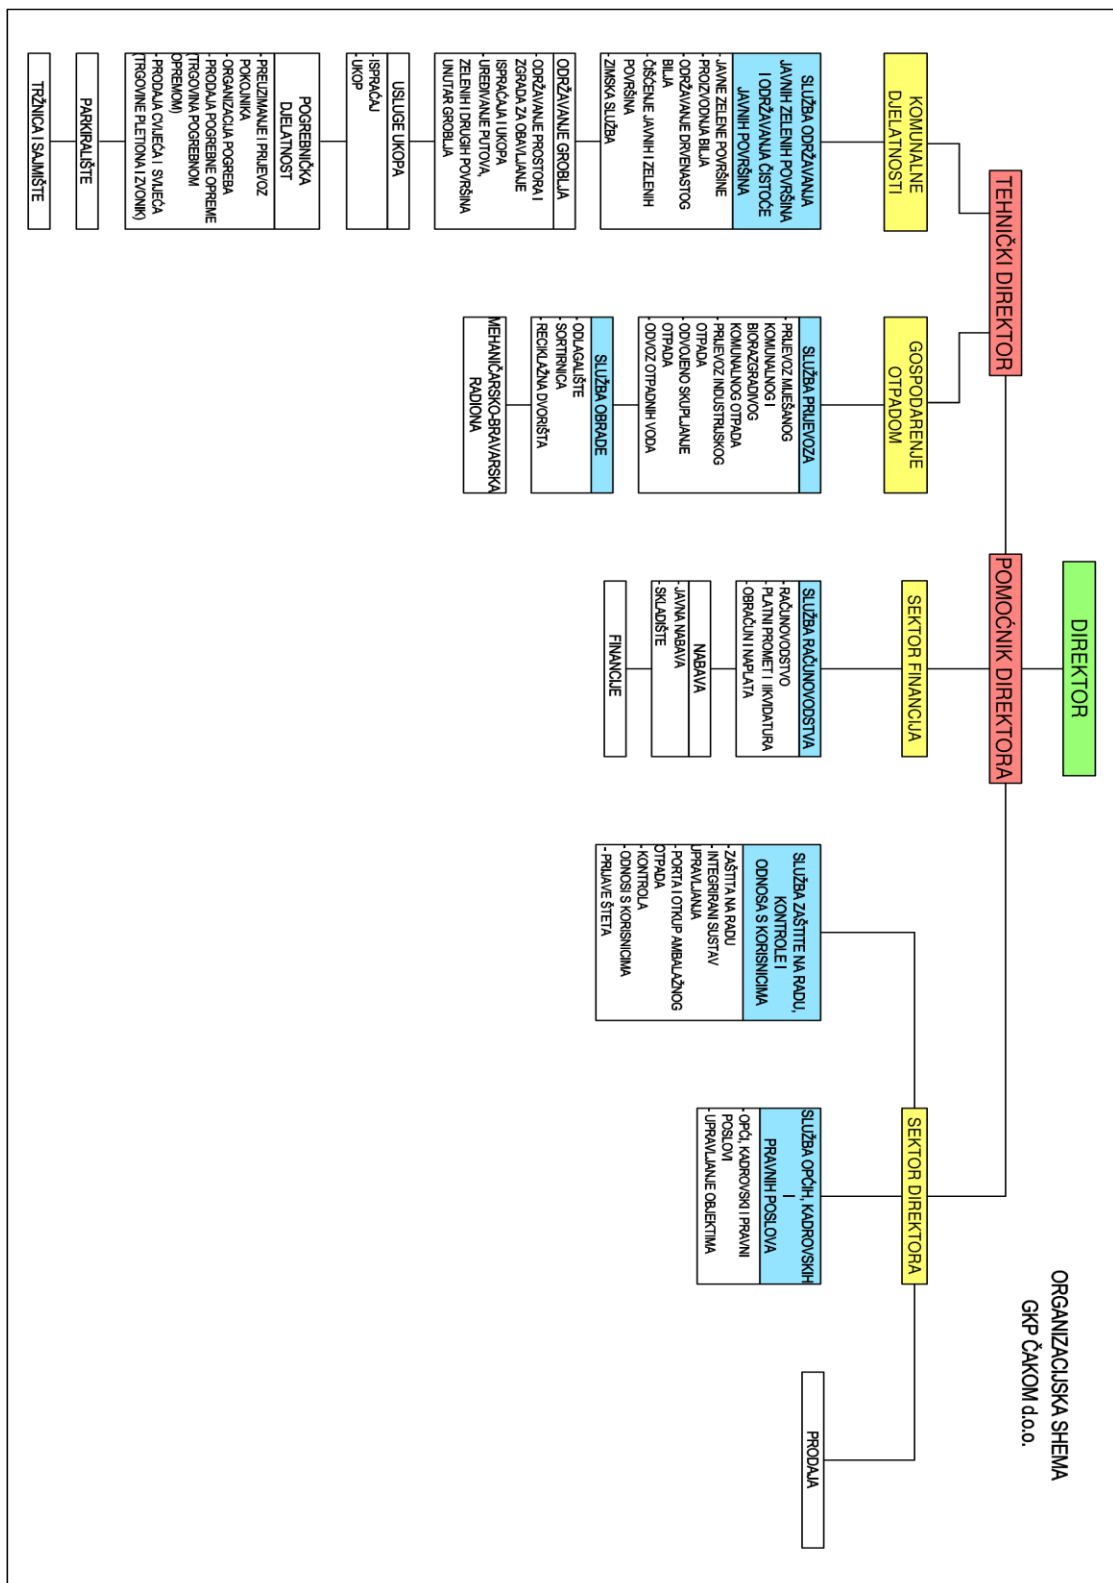 ORGANIZACIJSKA SHEMA
GKP ČAKOM d.o.o.
DIREKTOR
POMOĆNIK DIREKTORA
TEHNIČKI DIREKTOR
KOMUNALNE
DJELATNOSTI
SLUŽBA ODRŽAVANJA
JAVNIH ZELENIH POVRŠINA
I ODRŽAVANJA ČISTOĆE
JAVNIH POVRŠINA
- JAVNE ZELENE POVRŠINE
- PROIZVODNJA BILJA
- ODRŽAVANJE DRVENASTOG
BILJA
- ČIŠĆENJE JAVNIH I ZELENIH
POVRŠINA
- ZIMSKA SLUŽBA
ODRŽAVANJE GROBLJA
- ODRŽAVANJE PROSTORA I
ZGRADA ZA OBAVLJANJE
ISPRAĆAJA I UKOPA
- UREĐIVANJE PUTOVA,
ZELENIH I DRUGIH POVRŠINA
UNUTAR GROBLJA
USLUGE UKOPA
- ISPRAĆAJ
- UKOP
POGREBNIČKA
DJELATNOST
- PREUZIMANJE I PRIJEVOZ
POKOJNIKA
- ORGANIZACIJA POGREBA
- PRODAJA POGREBNE OPREME
(TRGOVINA POGREBNOM
OPREMOM)
- PRODAJA CVIJEĆA I SVIJEĆA
(TRGOVINE PLETIONA I ZVONIK)
PARKIRALIŠTE
TRŽNICA I SAJMIŠTE
GOSPODARENJE
OTPADOM
SLUŽBA PRIJEVOZA
- PRIJEVOZ MIJEŠANOG
KOMUNALNOG I
BIORAZGRADIVOG
KOMUNALNOG OTPADA
- PRIJEVOZ INDUSTRIJSKOG
OTPADA
- ODVOJENO SKUPLJANJE
OTPADA
- ODVOZ OTPADNIH VODA
SLUŽBA OBRADE
- ODLAGALIŠTE
- SORTIRNICA
- RECIKLAŽNA DVORIŠTA
MEHANIČARSKO-BRAVARSKA
RADIONA
SEKTOR FINANCIJA
SLUŽBA RAČUNOVODSTVA
- RAČUNOVODSTVO
- PLATNI PROMET I lIKVIDATURA
- OBRAČUN I NAPLATA
NABAVA
- JAVNA NABAVA
- SKLADIŠTE
FINANCIJE
SEKTOR DIREKTORA
SLUŽBA ZAŠTITE NA RADU,
KONTROLE I
ODNOSA S KORISNICIMA
- ZAŠTITA NA RADU
- INTEGRIRANI SUSTAV
UPRAVLJANJA
- PORTA I OTKUP AMBALAŽNOG
OTPADA
- KONTROLA
- ODNOSI S KORISNICIMA
- PRIJAVE ŠTETA
SLUŽBA OPĆIH, KADROVSKIH
I
PRAVNIH POSLOVA
- OPĆI, KADROVSKI I PRAVNI
POSLOVI
- UPRAVLJANJE OBJEKTIMA
PRODAJA